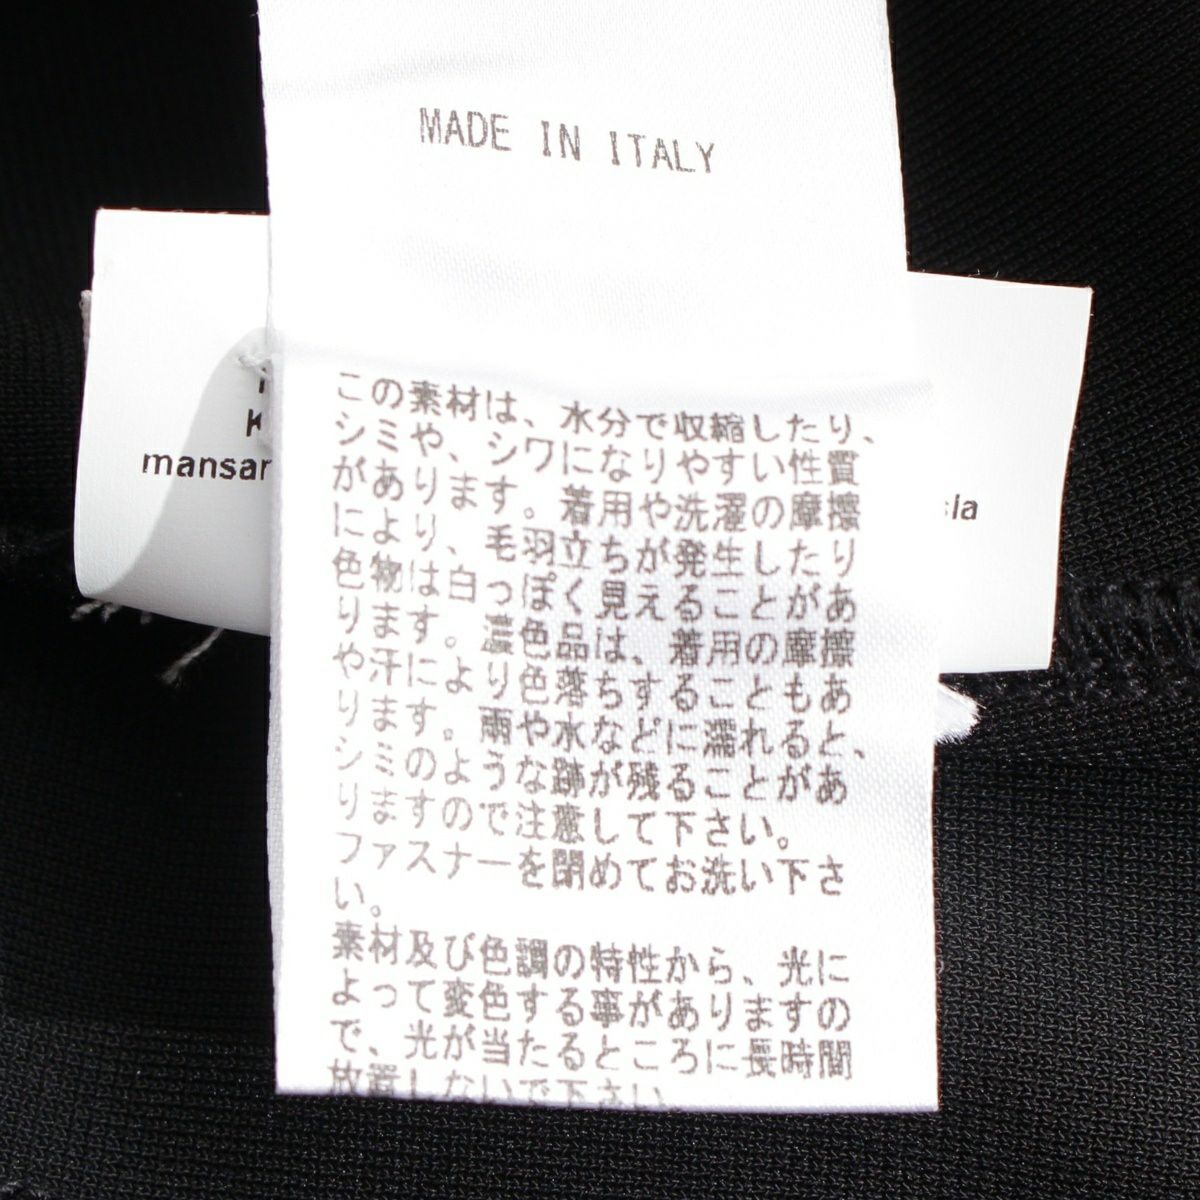 MADE IN ITALY
K
mansar
sia
この素材は、水分で収縮したり、
シミや、シワになりやすい性質
があります。着用や洗濯の摩擦
により、毛羽立ちが発生したり
色物は白っぽく見えることがあ
ります。濃色品は、着用の摩擦
や汗により色落ちすることもあ
ります。雨や水などに濡れると、
シミのような跡が残ることがあ
りますので注意して下さい。
ファスナーを閉めてお洗い下さ
い。
素材及び色調の特性から、光に
よって変色する事がありますの
で、光が当たるところに長時間
放置しないで下さい。